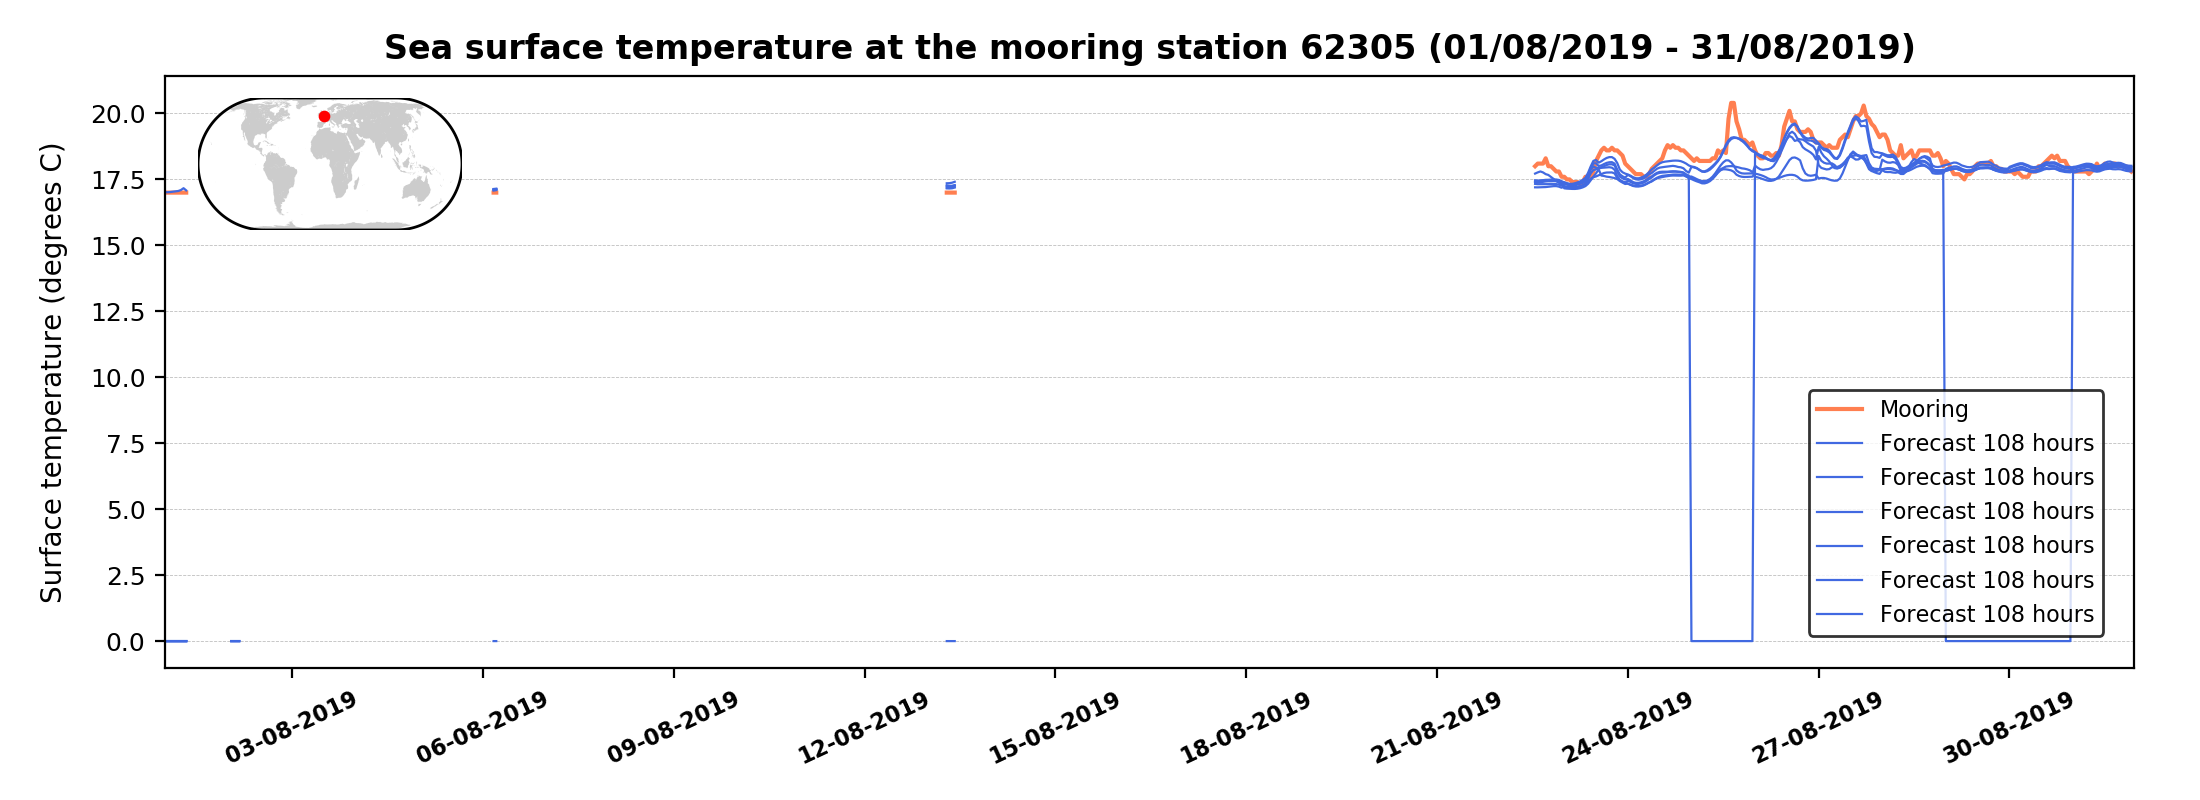 Sea surface temperature at the mooring station 62305 (01/08/2019 - 31/08/2019)
Surface temperature (degrees C)
20.0
17.5
15.0
12.5
10.0
7.5
5.0
2.5
0.0
Mooring
Forecast 108 hours
Forecast 108 hours
Forecast 108 hours
Forecast 108 hours
Forecast 108 hours
Forecast 108 hours
03-08-2019
06-08-2019
09-08-2019
12-08-2019
15-08-2019
18-08-2019
21-08-2019
24-08-2019
27-08-2019
30-08-2019